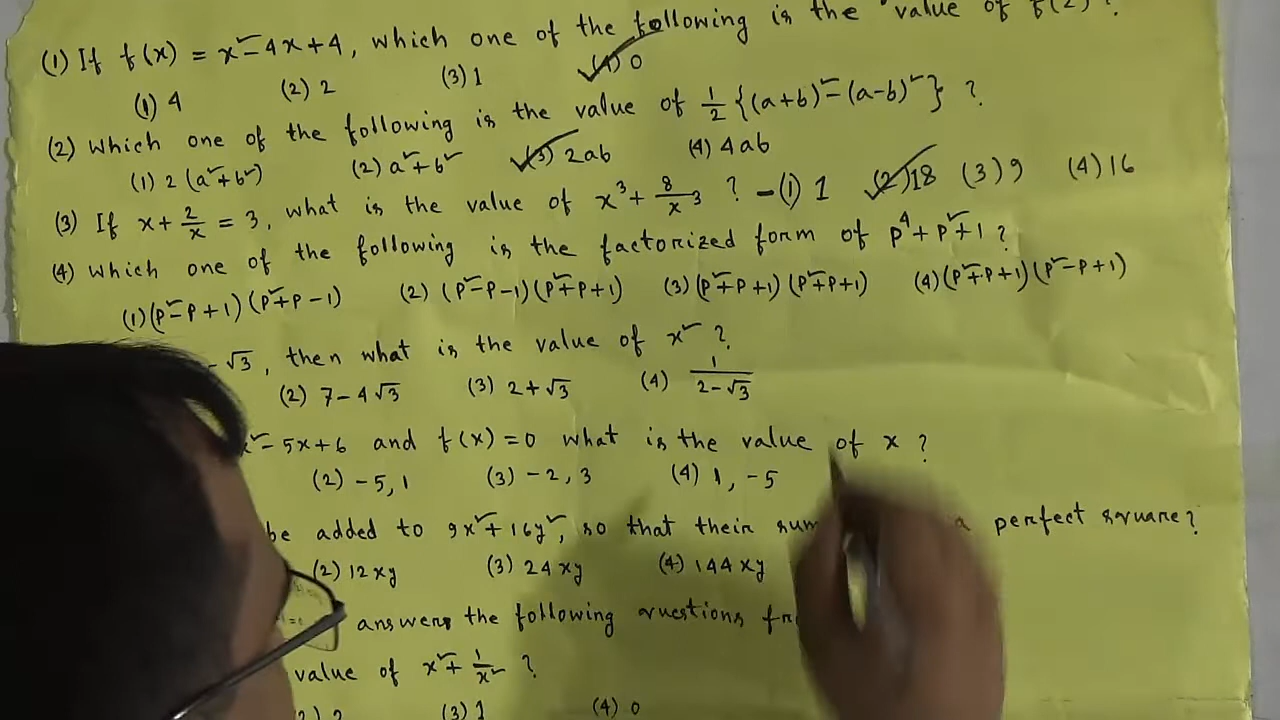 (1) If f(x) = x²-4x+4, which one of the following is the value of f(2)?
(1) 4 (2) 2 (3) 1 (4) 0
(2) Which one of the following is the value of 1/2 {(a+b)²-(a-b)²} ?
(1) 2(a²+b²) (2) a²+b² (3) 2ab (4) 4ab
(3) If x+2/x = 3, what is the value of x³+8/x³ ? -(1) 1 (2) 18 (3) 9 (4) 16
(4) Which one of the following is the factorized form of p⁴+p²+1?
(1)(p²-p+1)(p²+p-1) (2) (p²-p-1)(p²+p+1) (3)(p²+p+1)(p²+p+1) (4)(p²+p+1)(p²-p+1)
-√3, then what is the value of x²?
(2) 7-4√3 (3) 2+√3 (4) 1/(2-√3)
x²-5x+6 and f(x)=0 what is the value of x?
(2) -5,1 (3) -2,3 (4) 1,-5
be added to 9x²+16y², so that their sum a perfect square?
(2) 12xy (3) 24xy (4) 144xy
answer the following questions
value of x²+1/x² ?
(2) 2 (3) 1 (4) 0